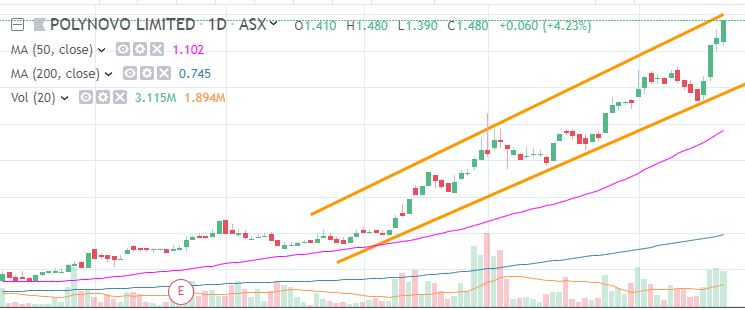 POLYNOVO LIMITED · 1D · ASX O1.410 H1.480 L1.390 C1.480 +0.060 (+4.23%)
MA (50, close) 1.102
MA (200, close) 0.745
Vol (20) 3.115M 1.894M
E